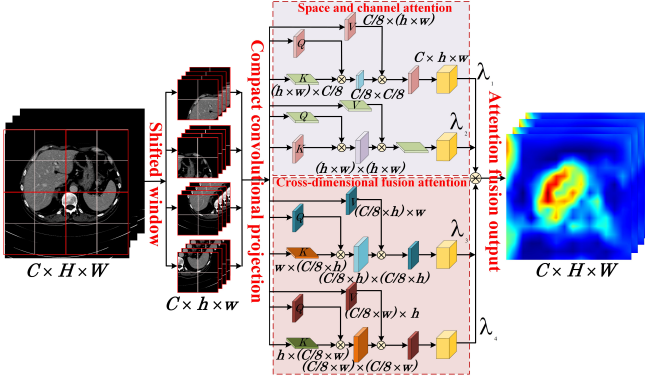 Space and channel attention
Q
V
C/8×(h×w)
K
(h×w)×C/8
C/8×C/8
C×h×w
λ1
Q
V
K
(h×w)×(h×w)
λ2
Cross-dimensional fusion attention
Q
V
(C/8×h)×w
K
w×(C/8×h)
(C/8×h)×(C/8×h)
λ3
Q
V
(C/8×w)×h
K
h×(C/8×w)
(C/8×w)×(C/8×w)
λ4
C×H×W
Shifted window
C×h×w
Compact convolutional projection
Attention fusion output
C×H×W